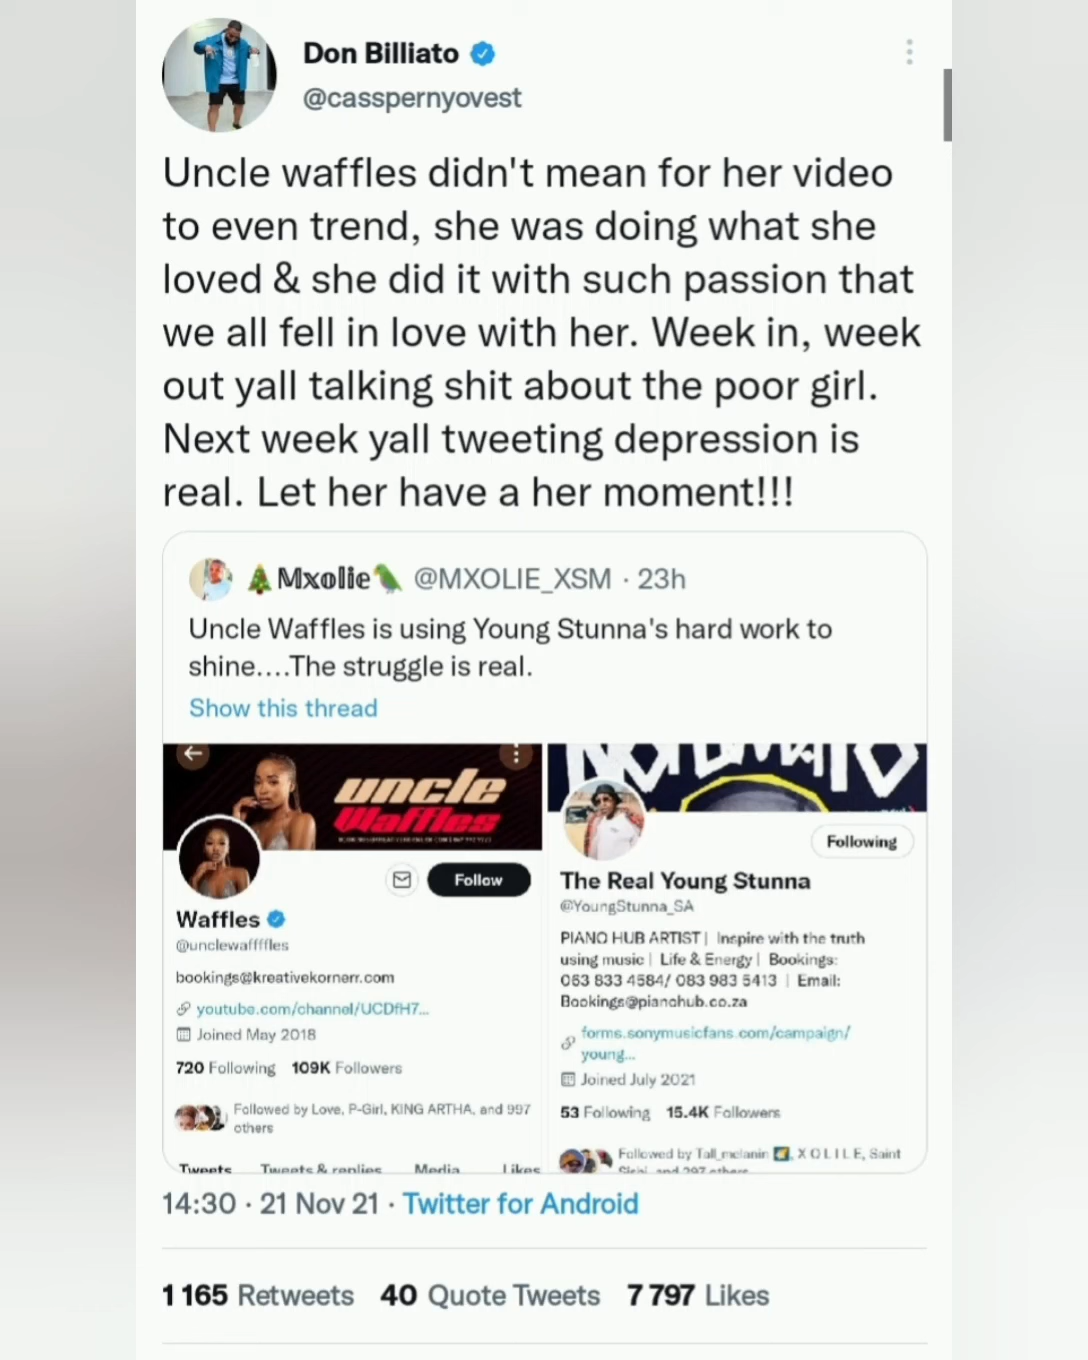 Don Billiato
@casspernyovest
Uncle waffles didn't mean for her video
to even trend, she was doing what she
loved & she did it with such passion that
we all fell in love with her. Week in, week
out yall talking shit about the poor girl.
Next week yall tweeting depression is
real. Let her have a her moment!!!
🎄Mxolie🦜 @MXOLIE_XSM · 23h
Uncle Waffles is using Young Stunna's hard work to
shine....The struggle is real.
Show this thread
uncle
Waffles
Follow
Waffles
@unclewaffffles
bookings@kreativekornerr.com
youtube.com/channel/UCDfH7...
Joined May 2018
720 Following 109K Followers
Followed by Love, P-Girl, KING ARTHA, and 997
others
Tweets Tweets & replies Media Likes
Following
The Real Young Stunna
@YoungStunna_SA
PIANO HUB ARTIST | Inspire with the truth
using music | Life & Energy | Bookings:
063 833 4584/ 083 983 5413 | Email:
Bookings@pianohub.co.za
forms.sonymusicfans.com/campaign/
young...
Joined July 2021
53 Following 15.4K Followers
Followed by Tall_melanin, X O L I L E, Saint
and 297 others
14:30 · 21 Nov 21 · Twitter for Android
1 165 Retweets 40 Quote Tweets 7 797 Likes